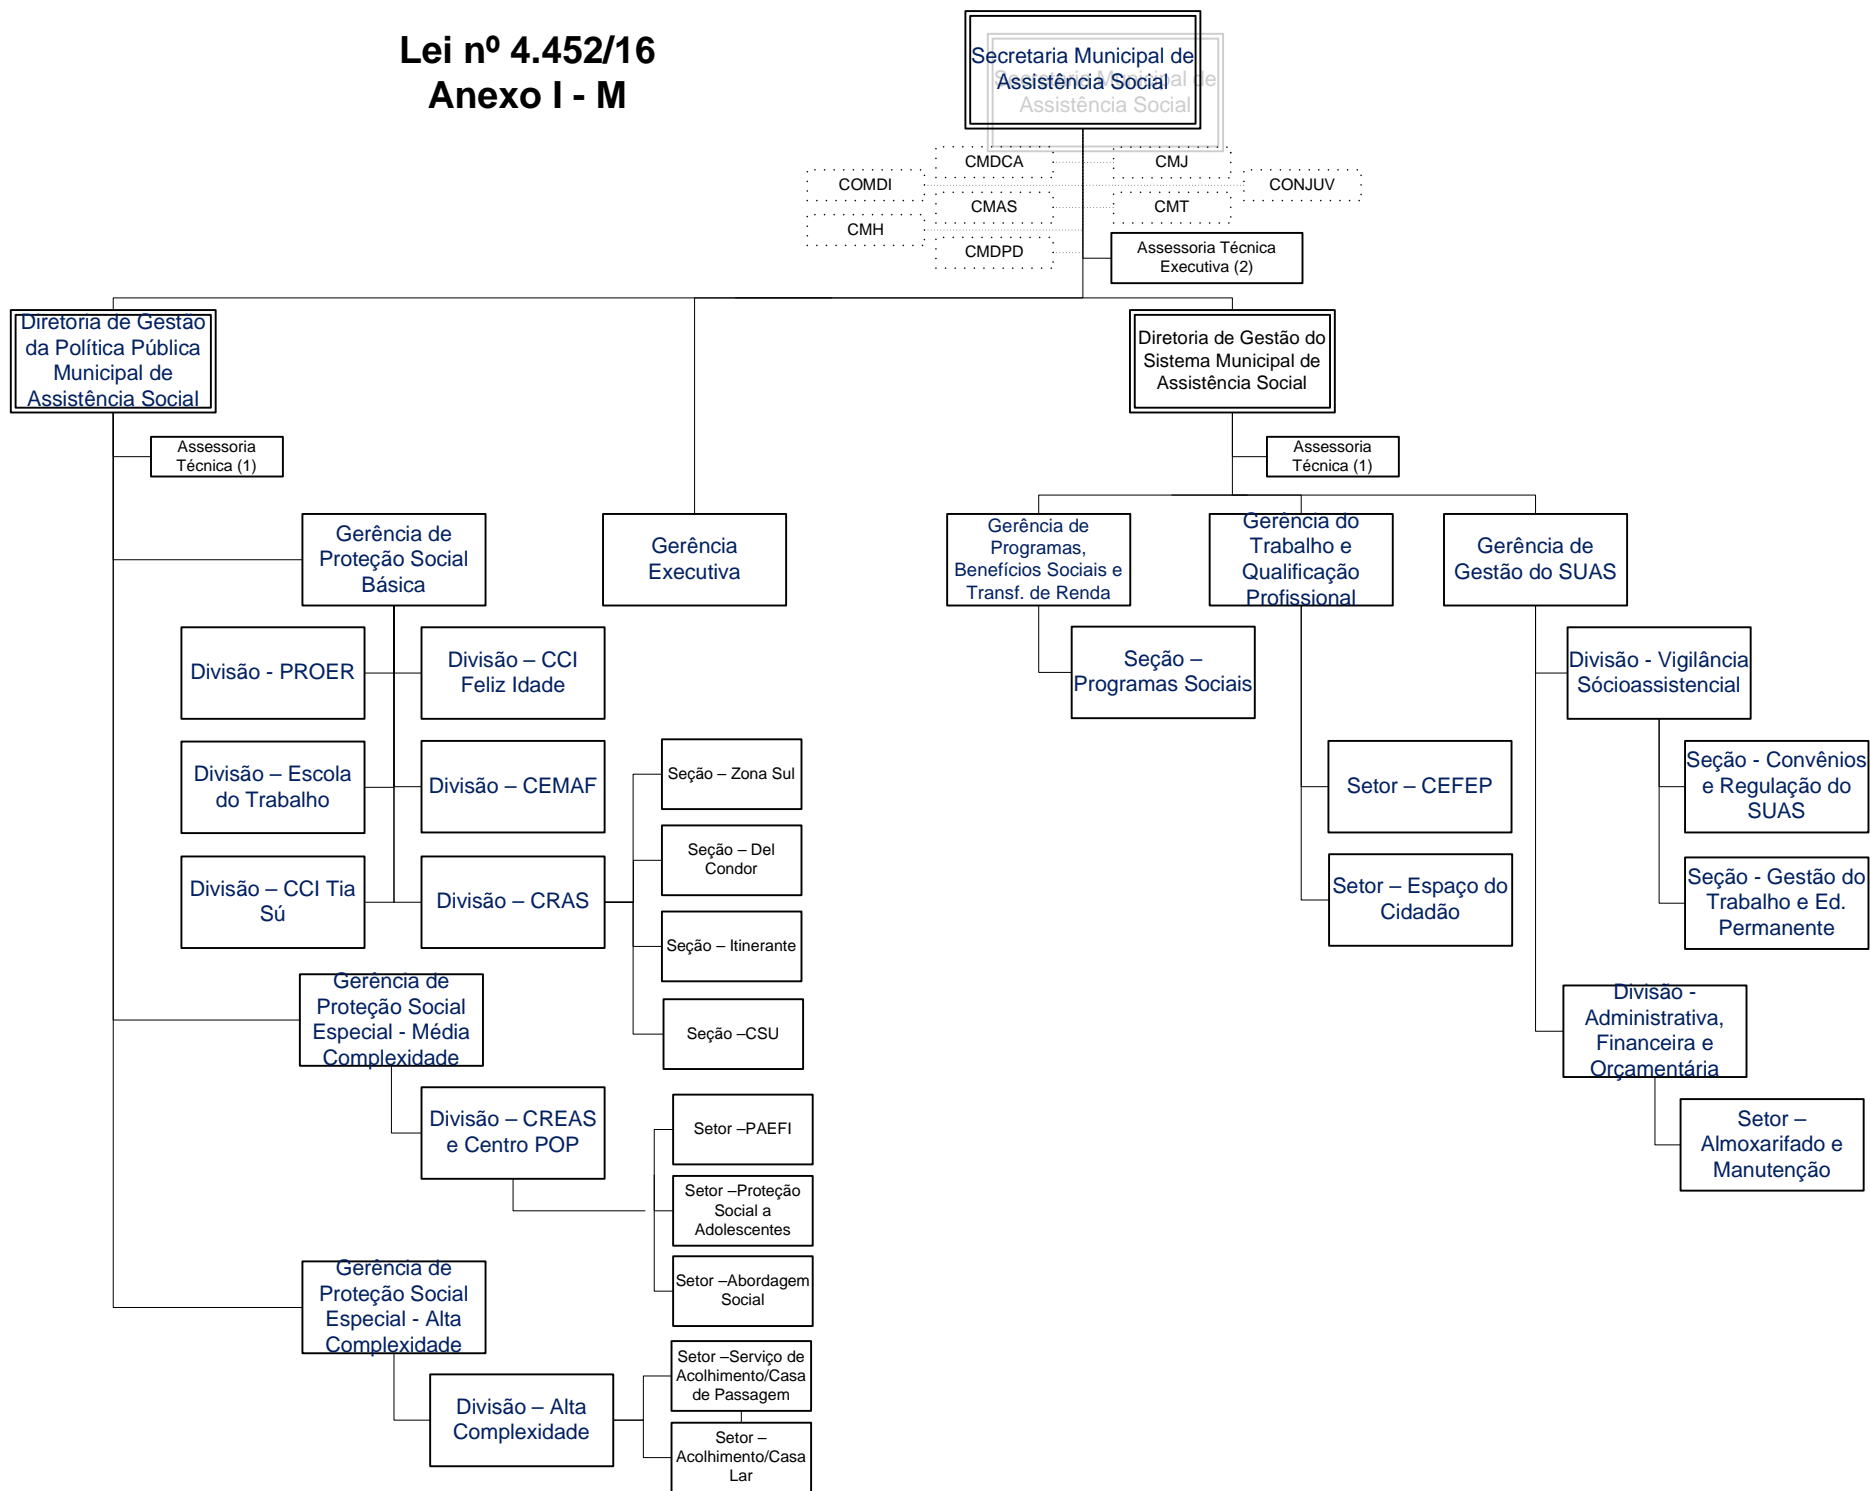 Lei nº 4.452/16
Anexo I - M
Secretaria Municipal de
Assistência Social
Secretaria Municipal de
Assistência Social
CMDCA
CMJ
COMDI
CONJUV
CMAS
CMT
CMH
CMDPD
Assessoria Técnica
Executiva (2)
Diretoria de Gestão
da Política Pública
Municipal de
Assistência Social
Diretoria de Gestão do
Sistema Municipal de
Assistência Social
Assessoria
Técnica (1)
Assessoria
Técnica (1)
Gerência de
Proteção Social
Básica
Gerência
Executiva
Gerência de
Programas,
Benefícios Sociais e
Transf. de Renda
Gerência do
Trabalho e
Qualificação
Profissional
Gerência de
Gestão do SUAS
Divisão - PROER
Divisão – CCI
Feliz Idade
Seção –
Programas Sociais
Divisão - Vigilância
Sócioassistencial
Divisão – Escola
do Trabalho
Divisão – CEMAF
Seção – Zona Sul
Setor – CEFEP
Seção - Convênios
e Regulação do
SUAS
Seção – Del
Condor
Divisão – CCI Tia
Sú
Divisão – CRAS
Setor – Espaço do
Cidadão
Seção - Gestão do
Trabalho e Ed.
Permanente
Seção – Itinerante
Gerência de
Proteção Social
Especial - Média
Complexidade
Seção –CSU
Divisão -
Administrativa,
Financeira e
Orçamentária
Divisão – CREAS
e Centro POP
Setor –PAEFI
Setor –
Almoxarifado e
Manutenção
Setor –Proteção
Social a
Adolescentes
Setor –Abordagem
Social
Gerência de
Proteção Social
Especial - Alta
Complexidade
Setor –Serviço de
Acolhimento/Casa
de Passagem
Divisão – Alta
Complexidade
Setor –
Acolhimento/Casa
Lar